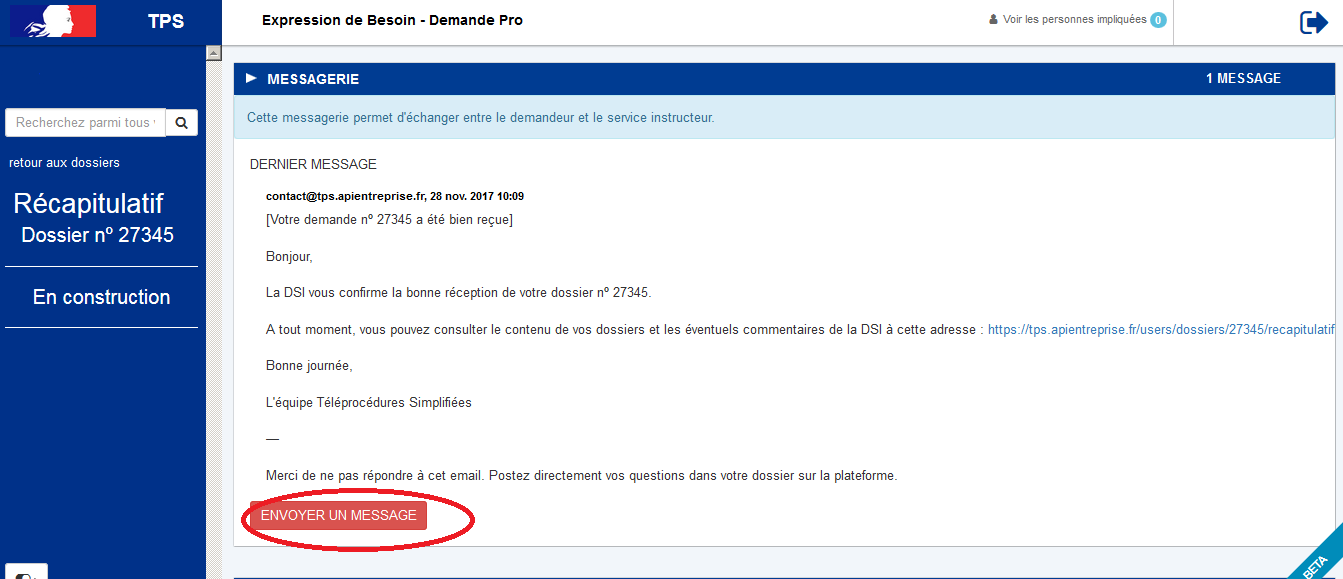 TPS
Expression de Besoin - Demande Pro
Voir les personnes impliquées 0
Recherchez parmi tous
retour aux dossiers
Récapitulatif
Dossier nº 27345
En construction
MESSAGERIE
1 MESSAGE
Cette messagerie permet d'échanger entre le demandeur et le service instructeur.
DERNIER MESSAGE
contact@tps.apientreprise.fr, 28 nov. 2017 10:09
[Votre demande nº 27345 a été bien reçue]
Bonjour,
La DSI vous confirme la bonne réception de votre dossier nº 27345.
A tout moment, vous pouvez consulter le contenu de vos dossiers et les éventuels commentaires de la DSI à cette adresse : https://tps.apientreprise.fr/users/dossiers/27345/recapitulatif
Bonne journée,
L'équipe Téléprocédures Simplifiées
—
Merci de ne pas répondre à cet email. Postez directement vos questions dans votre dossier sur la plateforme.
ENVOYER UN MESSAGE
BETA